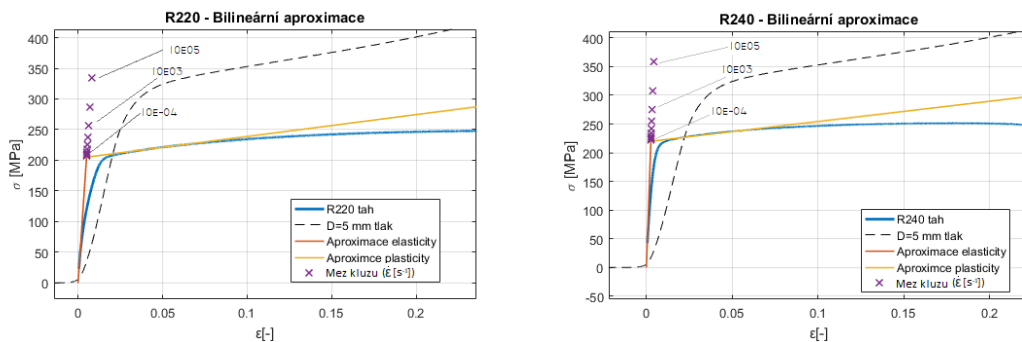 R220 - Bilineární aproximace
400
350
300
250
200
150
100
50
0
σ [MPa]
10E05
10E03
10E-04
R220 tah
D=5 mm tlak
Aproximace elasticity
Aproximce plasticity
Mez kluzu (ε̇ [s⁻¹])
0
0.05
0.1
0.15
0.2
ε[-]
R240 - Bilineární aproximace
400
350
300
250
200
150
100
50
0
-50
σ [MPa]
10E05
10E03
10E-04
R240 tah
D=5 mm tlak
Aproximace elasticity
Aproximce plasticity
Mez kluzu (ε̇ [s⁻¹])
0
0.05
0.1
0.15
0.2
ε[-]